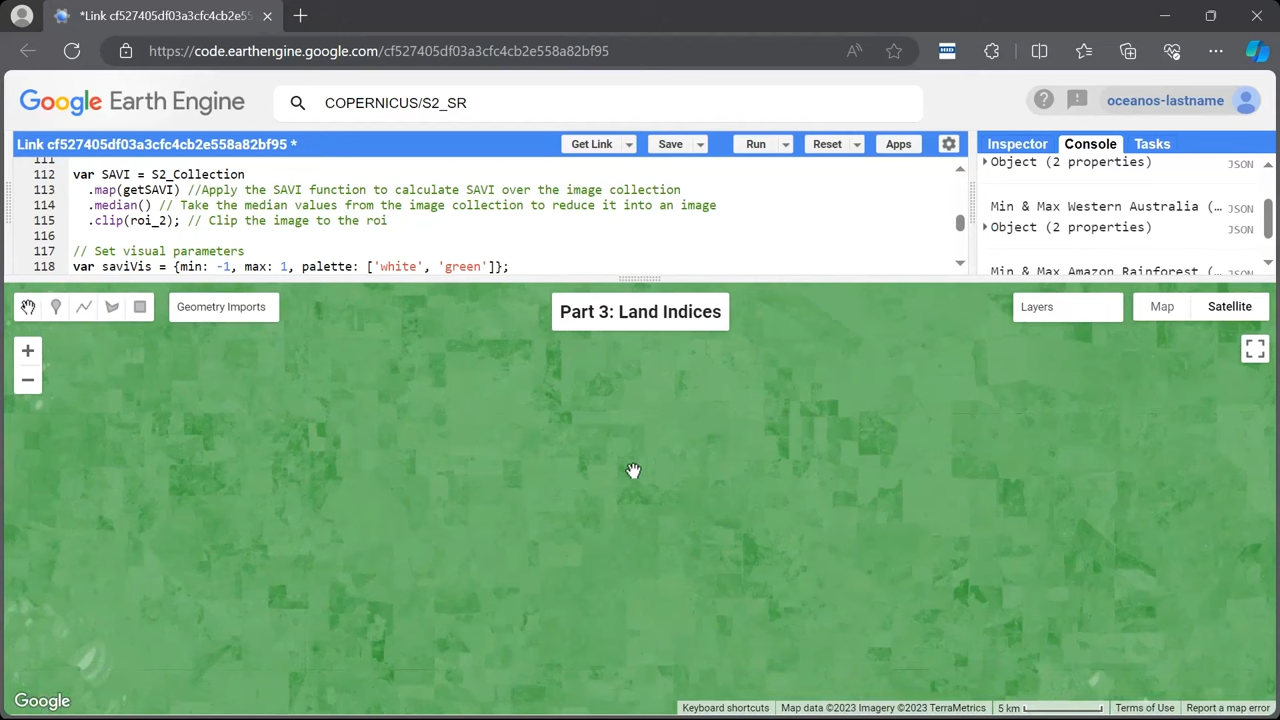 *Link cf527405df03a3cfc4cb2e55
https://code.earthengine.google.com/cf527405df03a3cfc4cb2e558a82bf95
Google Earth Engine
COPERNICUS/S2_SR
oceanos-lastname
Link cf527405df03a3cfc4cb2e558a82bf95 *
Get Link
Save
Run
Reset
Apps
Inspector
Console
Tasks
111
112 var SAVI = S2_Collection
113 .map(getSAVI) //Apply the SAVI function to calculate SAVI over the image collection
114 .median() // Take the median values from the image collection to reduce it into an image
115 .clip(roi_2); // Clip the image to the roi
116
117 // Set visual parameters
118 var saviVis = {min: -1, max: 1, palette: ['white', 'green']};
Object (2 properties) JSON
Min & Max Western Australia (… JSON
Object (2 properties) JSON
Min & Max Amazon Rainforest (… JSON
Geometry Imports
Part 3: Land Indices
Layers
Map
Satellite
+
−
Google
Keyboard shortcuts
Map data ©2023 Imagery ©2023 TerraMetrics
5 km
Terms of Use
Report a map error